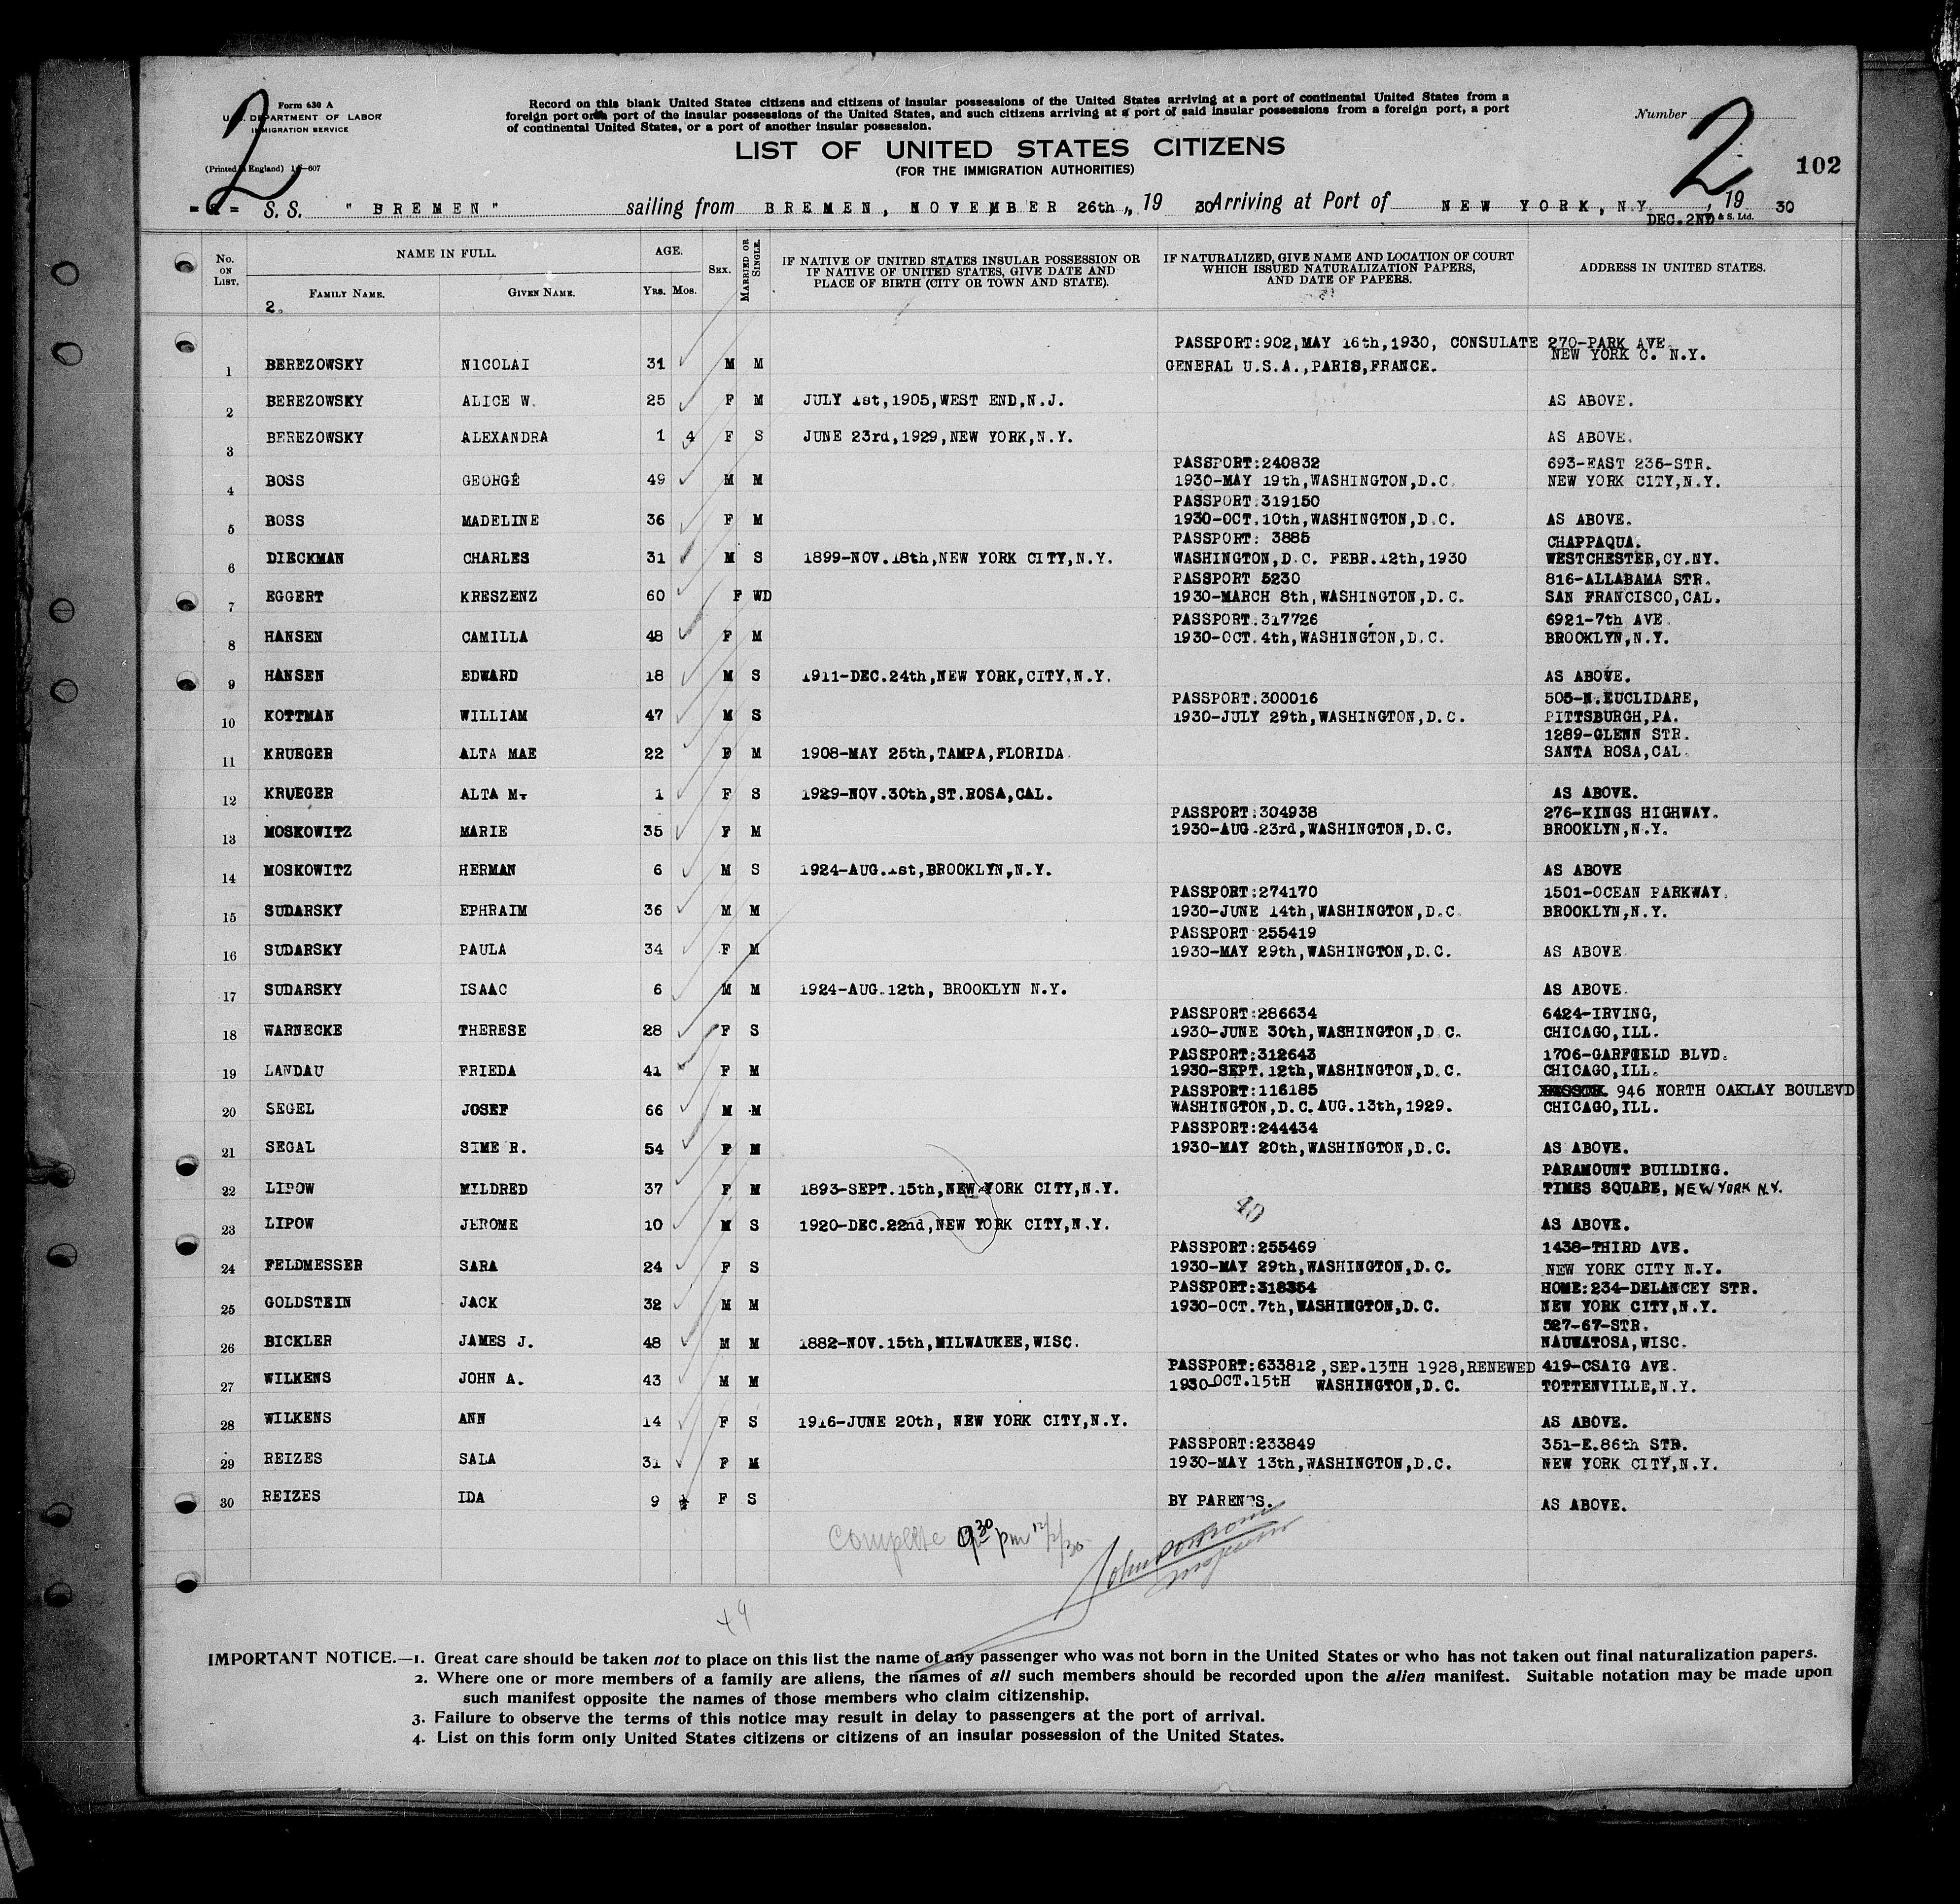 Form 630 A
U.S. DEPARTMENT OF LABOR
IMMIGRATION SERVICE
(Printed in England) 14—607
2
Record on this blank United States citizens and citizens of insular possessions of the United States arriving at a port of continental United States from a
foreign port or a port of the insular possessions of the United States, and such citizens arriving at a port of said insular possessions from a foreign port, a port
of continental United States, or a port of another insular possession.
Number 2
102
LIST OF UNITED STATES CITIZENS
(FOR THE IMMIGRATION AUTHORITIES)
S.S. "BREMEN" sailing from BREMEN, NOVEMBER 26th, 19 30 Arriving at Port of NEW YORK, N.Y. DEC. 2ND, 19 30
& S. Ltd.
No. ON LIST. NAME IN FULL. AGE. SEX. MARRIED OR SINGLE. IF NATIVE OF UNITED STATES INSULAR POSSESSION OR IF NATIVE OF UNITED STATES, GIVE DATE AND PLACE OF BIRTH (CITY OR TOWN AND STATE). IF NATURALIZED, GIVE NAME AND LOCATION OF COURT WHICH ISSUED NATURALIZATION PAPERS, AND DATE OF PAPERS. ADDRESS IN UNITED STATES.
FAMILY NAME. GIVEN NAME. Yrs. Mos.
2.
PASSPORT:902,MAY 16th,1930, CONSULATE 270-PARK AVE.
NEW YORK C. N.Y.
1 BEREZOWSKY NICOLAI 31 M M GENERAL U.S.A.,PARIS,FRANCE.
2 BEREZOWSKY ALICE W. 25 F M JULY 1st,1905,WEST END,N.J. AS ABOVE.
3 BEREZOWSKY ALEXANDRA 1 4 F S JUNE 23rd,1929,NEW YORK,N.Y. AS ABOVE.
PASSPORT:240832 693-EAST 236-STR.
4 BOSS GEORGE 49 M M 1930-MAY 19th,WASHINGTON,D.C. NEW YORK CITY,N.Y.
PASSPORT:319150
5 BOSS MADELINE 36 F M 1930-OCT.10th,WASHINGTON,D.C. AS ABOVE.
PASSPORT: 3885 CHAPPAQUA.
6 DIECKMAN CHARLES 31 M S 1899-NOV.18th,NEW YORK CITY,N.Y. WASHINGTON,D.C. FEBR.12th,1930 WESTCHESTER,CY.NY.
PASSPORT 5230 816-ALLABAMA STR.
7 EGGERT KRESZENZ 60 F WD 1930-MARCH 8th,WASHINGTON,D.C. SAN FRANCISCO,CAL.
PASSPORT.317726 6921-7th AVE.
8 HANSEN CAMILLA 48 F M 1930-OCT.4th,WASHINGTON,D.C. BROOKLYN,N.Y.
9 HANSEN EDWARD 18 M S 1911-DEC.24th,NEW YORK,CITY,N.Y. AS ABOVE.
PASSPORT:300016 505-N.EUCLIDARE,
10 KOTTMAN WILLIAM 47 M S 1930-JULY 29th,WASHINGTON,D.C. PITTSBURGH,PA.
1289-GLENN STR.
11 KRUEGER ALTA MAE 22 F M 1908-MAY 25th,TAMPA,FLORIDA. SANTA ROSA,CAL.
12 KRUEGER ALTA M. 1 F S 1929-NOV.30th,ST.ROSA,CAL. AS ABOVE.
PASSPORT:304938 276-KINGS HIGHWAY.
13 MOSKOWITZ MARIE 35 F M 1930-AUG.23rd,WASHINGTON,D.C. BROOKLYN,N.Y.
14 MOSKOWITZ HERMAN 6 M S 1924-AUG.1st,BROOKLYN,N.Y. AS ABOVE
PASSPORT:274170 1501-OCEAN PARKWAY.
15 SUDARSKY EPHRAIM 36 M M 1930-JUNE 14th,WASHINGTON,D.C. BROOKLYN,N.Y.
PASSPORT 255419
16 SUDARSKY PAULA 34 F M 1930-MAY 29th,WASHINGTON,D.C. AS ABOVE.
17 SUDARSKY ISAAC 6 M M 1924-AUG.12th, BROOKLYN N.Y. AS ABOVE.
PASSPORT:286634 6424-IRVING,
18 WARNECKE THERESE 28 F S 1930-JUNE 30th,WASHINGTON,D.C. CHICAGO,ILL.
PASSPORT:312643 1706-GARFIELD BLVD.
19 LANDAU FRIEDA 41 F M 1930-SEPT.12th,WASHINGTON,D.C. CHICAGO,ILL.
PASSPORT:116185 946 NORTH OAKLAY BOULEVD
20 SEGEL JOSEF 66 M M WASHINGTON,D.C.AUG.13th,1929. CHICAGO,ILL.
PASSPORT:244434
21 SEGAL SIME R. 54 F M 1930-MAY 20th,WASHINGTON,D.C. AS ABOVE.
PARAMOUNT BUILDING.
22 LIPOW MILDRED 37 F M 1893-SEPT.15th,NEW YORK CITY,N.Y. TIMES SQUARE, NEW YORK N.Y.
40
23 LIPOW JEROME 10 M S 1920-DEC.22nd,NEW YORK CITY,N.Y. AS ABOVE.
PASSPORT:255469 1438-THIRD AVE.
24 FELDMESSER SARA 24 F S 1930-MAY 29th,WASHINGTON,D.C. NEW YORK CITY N.Y.
PASSPORT:318354 HOME:234-DELANCEY STR.
25 GOLDSTEIN JACK 32 M M 1930-OCT.7th,WASHINGTON,D.C. NEW YORK CITY,N.Y.
527-67-STR.
26 BICKLER JAMES J. 48 M M 1882-NOV.15th,MILWAUKEE,WISC. NAUWATOSA,WISC.
PASSPORT:633812,SEP.13TH 1928,RENEWED 419-CSAIG AVE.
27 WILKENS JOHN A. 43 M M 1930-OCT.15TH WASHINGTON,D.C. TOTTENVILLE,N.Y.
28 WILKENS ANN 14 F S 1916-JUNE 20th, NEW YORK CITY,N.Y. AS ABOVE.
PASSPORT:233849 351-E.86th STR.
29 REIZES SALA 31 F M 1930-MAY 13th,WASHINGTON,D.C. NEW YORK CITY,N.Y.
30 REIZES IDA 9 F S BY PARENTS. AS ABOVE.
Complete 9 30 pm 12/2/30
John
IMPORTANT NOTICE.—1. Great care should be taken not to place on this list the name of any passenger who was not born in the United States or who has not taken out final naturalization papers.
2. Where one or more members of a family are aliens, the names of all such members should be recorded upon the alien manifest. Suitable notation may be made upon
such manifest opposite the names of those members who claim citizenship.
3. Failure to observe the terms of this notice may result in delay to passengers at the port of arrival.
4. List on this form only United States citizens or citizens of an insular possession of the United States.